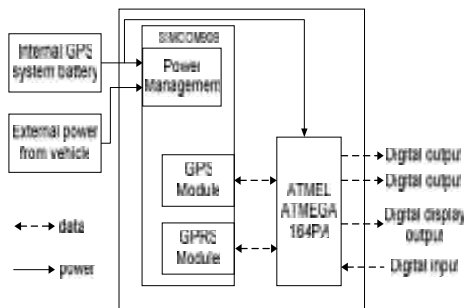 SIMCOM908
Internal GPS
system battery
Power
Management
External power
from vehicle
GPS
Module
GPRS
Module
ATMEL
ATMEGA
164PA
Digital output
Digital output
Digital display
output
Digital input
data
power